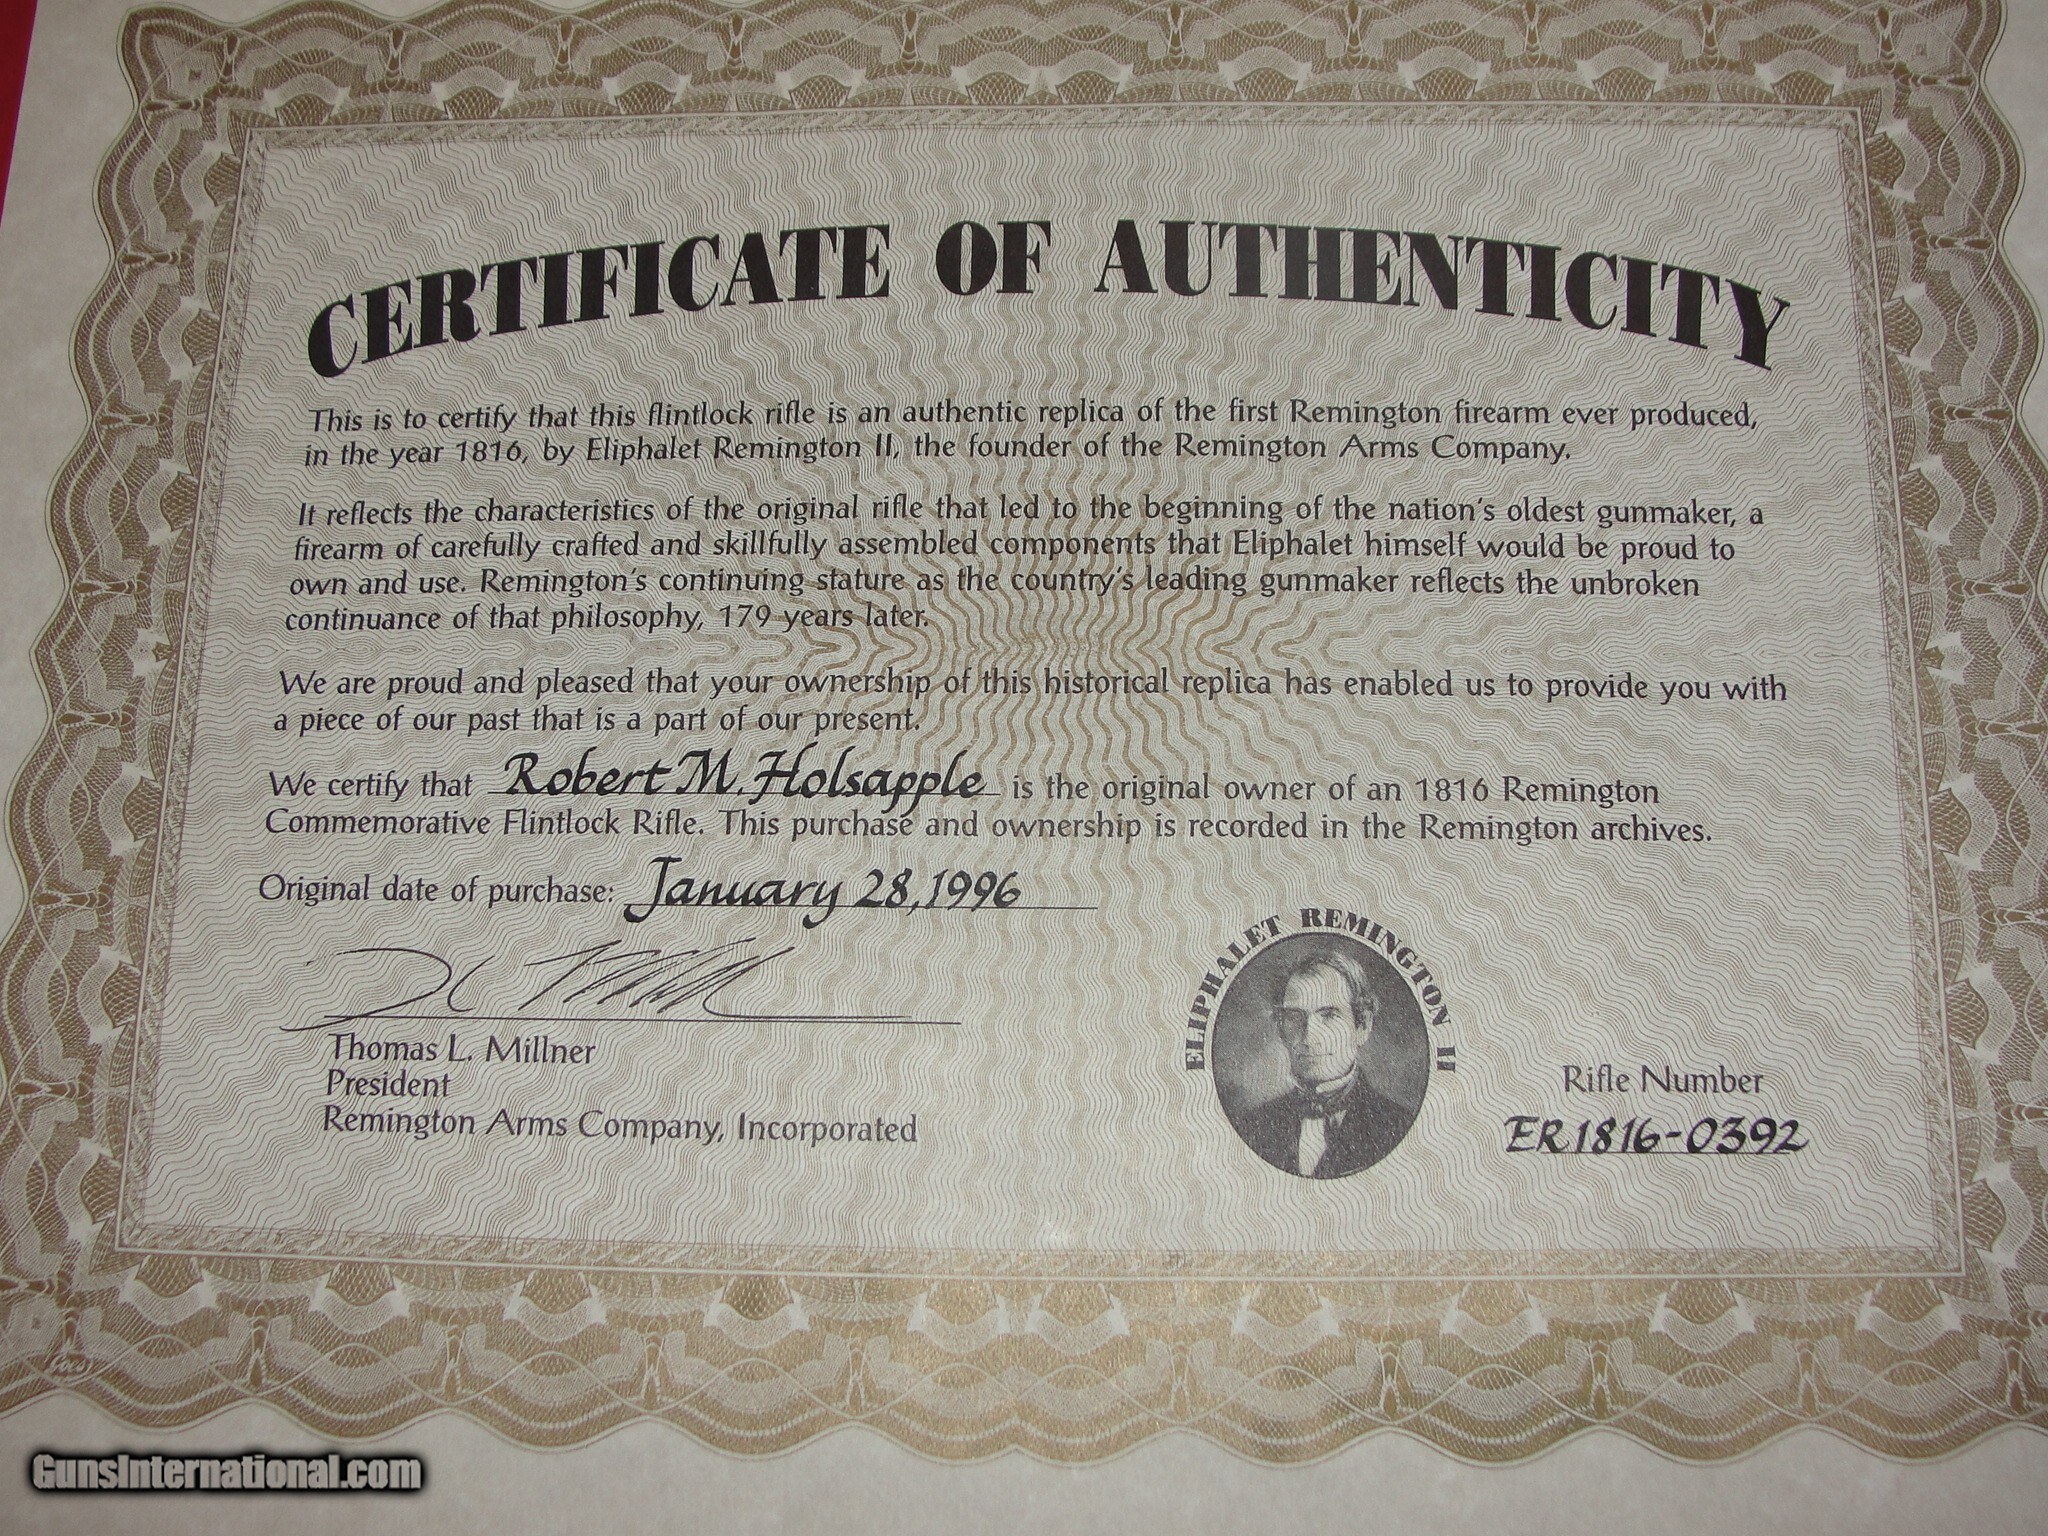 CERTIFICATE OF AUTHENTICITY
This is to certify that this flintlock rifle is an authentic replica of the first Remington firearm ever produced,
in the year 1816, by Eliphalet Remington II, the founder of the Remington Arms Company.
It reflects the characteristics of the original rifle that led to the beginning of the nation's oldest gunmaker, a
firearm of carefully crafted and skillfully assembled components that Eliphalet himself would be proud to
own and use. Remington's continuing stature as the country's leading gunmaker reflects the unbroken
continuance of that philosophy, 179 years later.
We are proud and pleased that your ownership of this historical replica has enabled us to provide you with
a piece of our past that is a part of our present.
We certify that Robert M. Holsapple is the original owner of an 1816 Remington
Commemorative Flintlock Rifle. This purchase and ownership is recorded in the Remington archives.
Original date of purchase: January 28, 1996
Thomas L. Millner
President
Remington Arms Company, Incorporated
ELIPHALET REMINGTON II
Rifle Number
ER1816-0392
GunsInternational.com